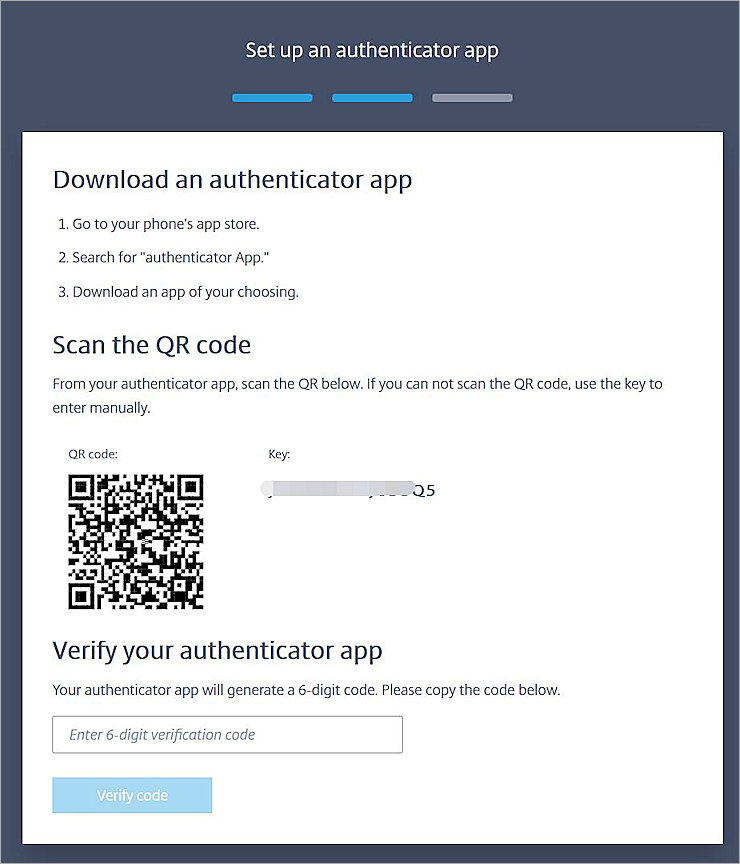 Set up an authenticator app
Download an authenticator app
1. Go to your phone's app store.
2. Search for "authenticator App."
3. Download an app of your choosing.
Scan the QR code
From your authenticator app, scan the QR below. If you can not scan the QR code, use the key to
enter manually.
QR code:
Key:
Q5
Verify your authenticator app
Your authenticator app will generate a 6-digit code. Please copy the code below.
Enter 6-digit verification code
Verify code